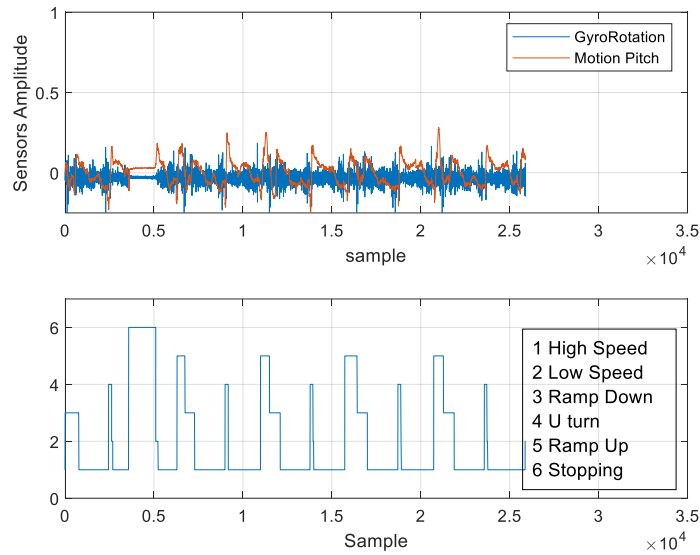 1
GyroRotation
Motion Pitch
0.5
0
Sensors Amplitude
0 0.5 1 1.5 2 2.5 3 3.5
sample
×10^4
6
4
2
0
1 High Speed
2 Low Speed
3 Ramp Down
4 U turn
5 Ramp Up
6 Stopping
0 0.5 1 1.5 2 2.5 3 3.5
Sample
×10^4